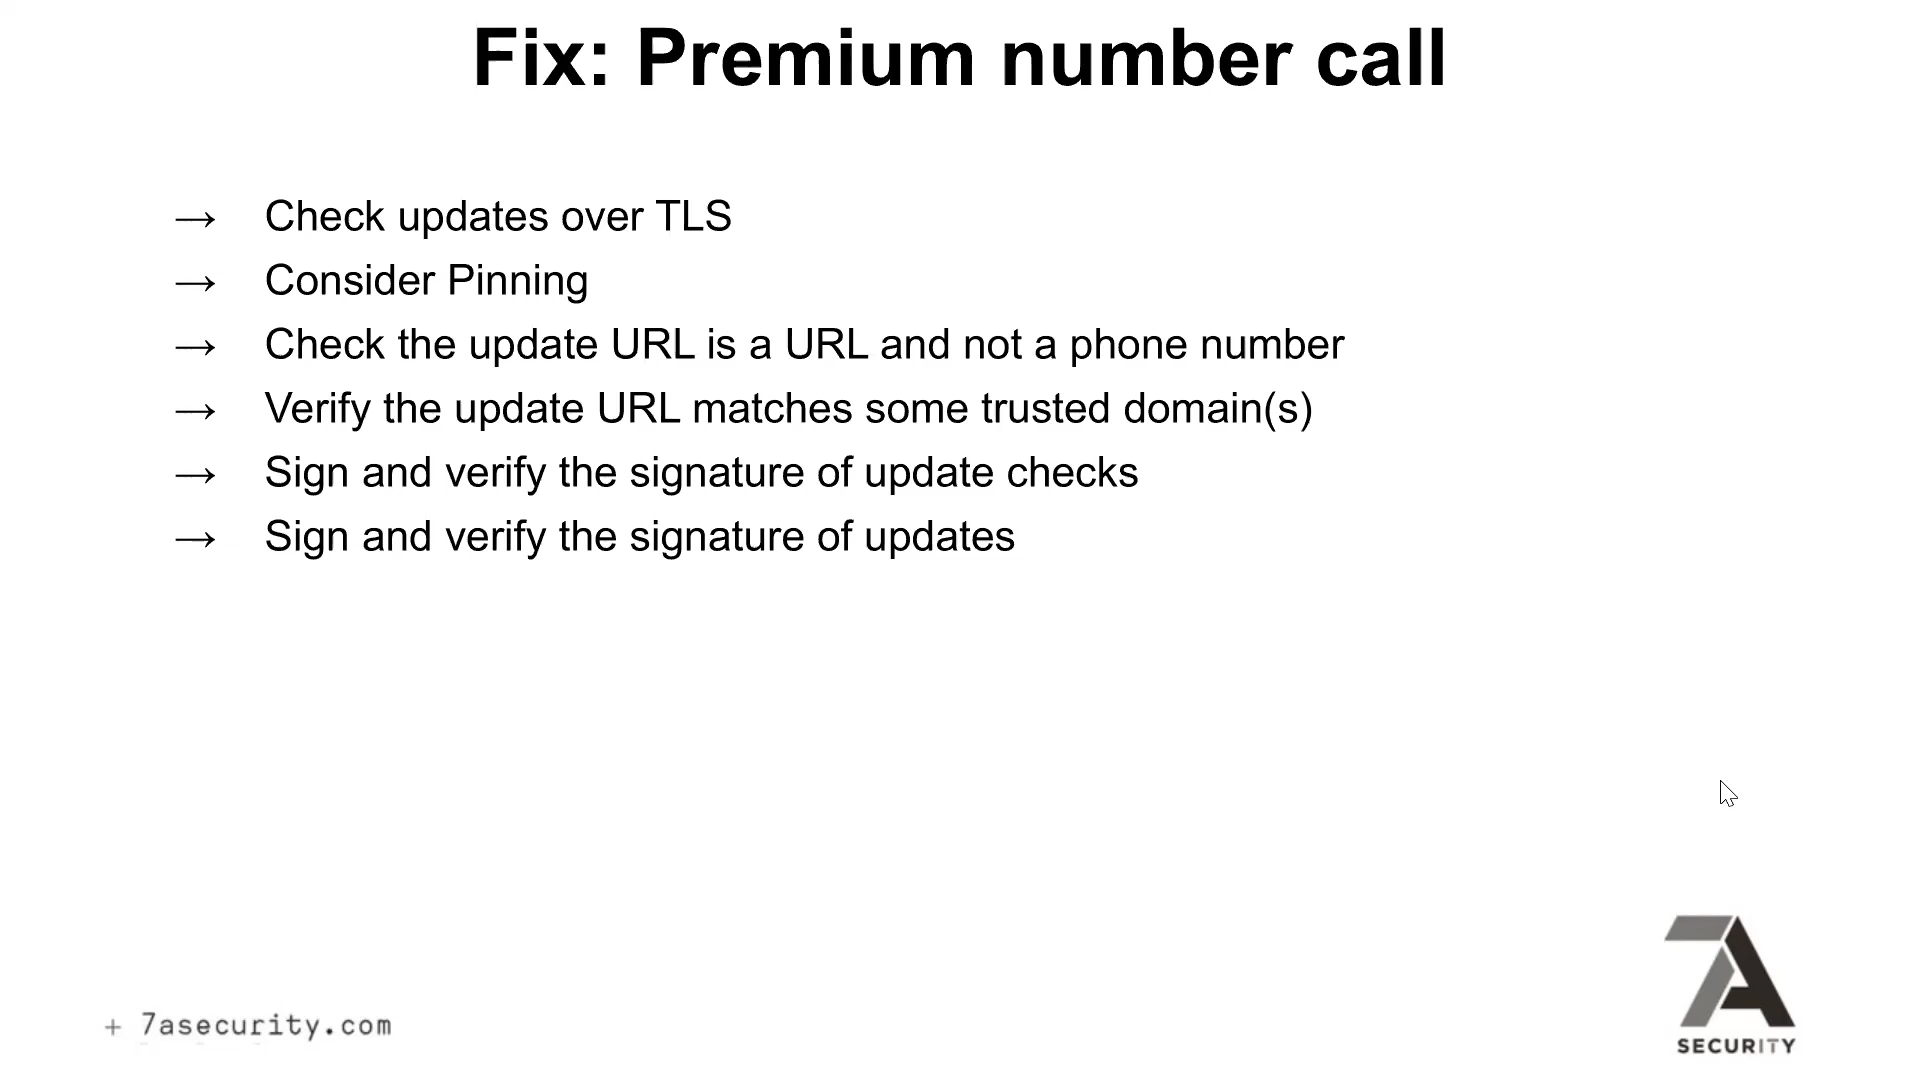 Fix: Premium number call
→ Check updates over TLS
→ Consider Pinning
→ Check the update URL is a URL and not a phone number
→ Verify the update URL matches some trusted domain(s)
→ Sign and verify the signature of update checks
→ Sign and verify the signature of updates
+ 7asecurity.com
7A
SECURITY